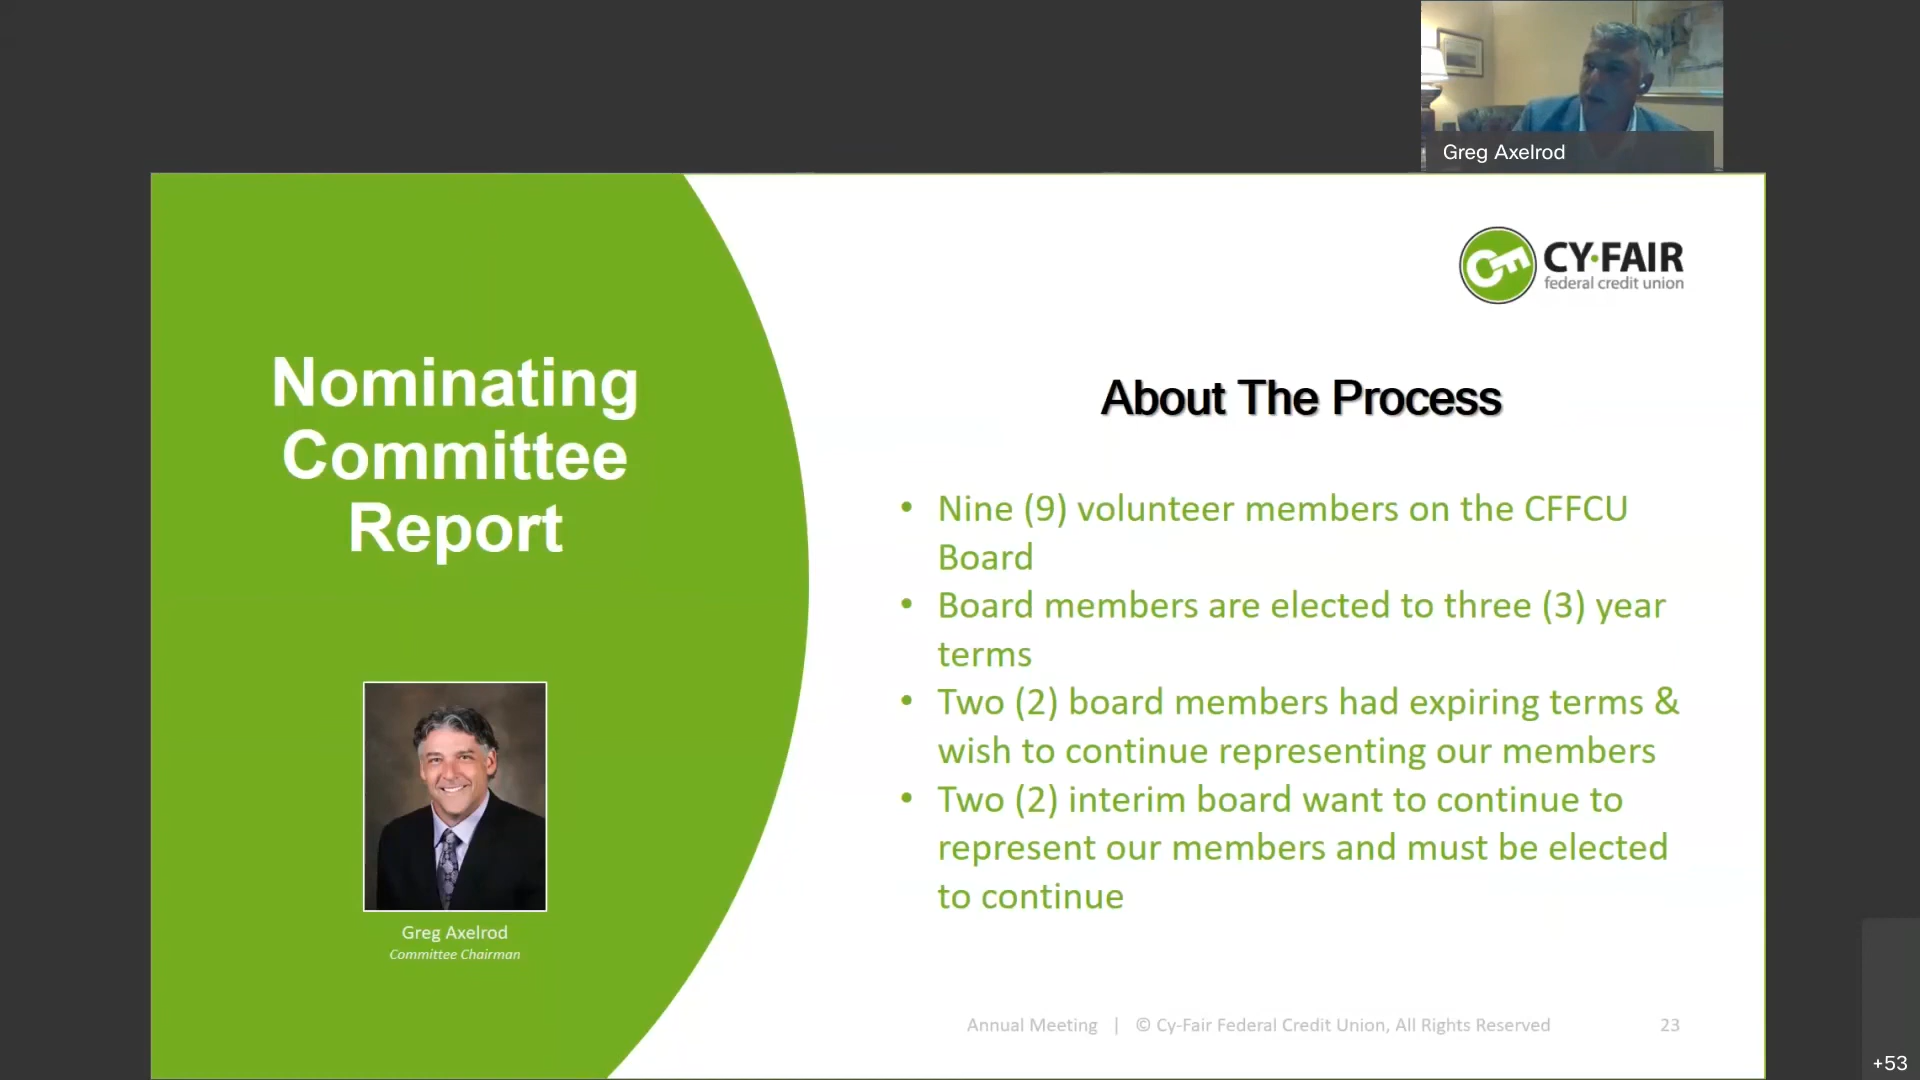 Greg Axelrod
CY·FAIR
federal credit union
Nominating
Committee
Report
About The Process
• Nine (9) volunteer members on the CFFCU
Board
• Board members are elected to three (3) year
terms
• Two (2) board members had expiring terms &
wish to continue representing our members
• Two (2) interim board want to continue to
represent our members and must be elected
to continue
Greg Axelrod
Committee Chairman
Annual Meeting | © Cy-Fair Federal Credit Union, All Rights Reserved 23
+53